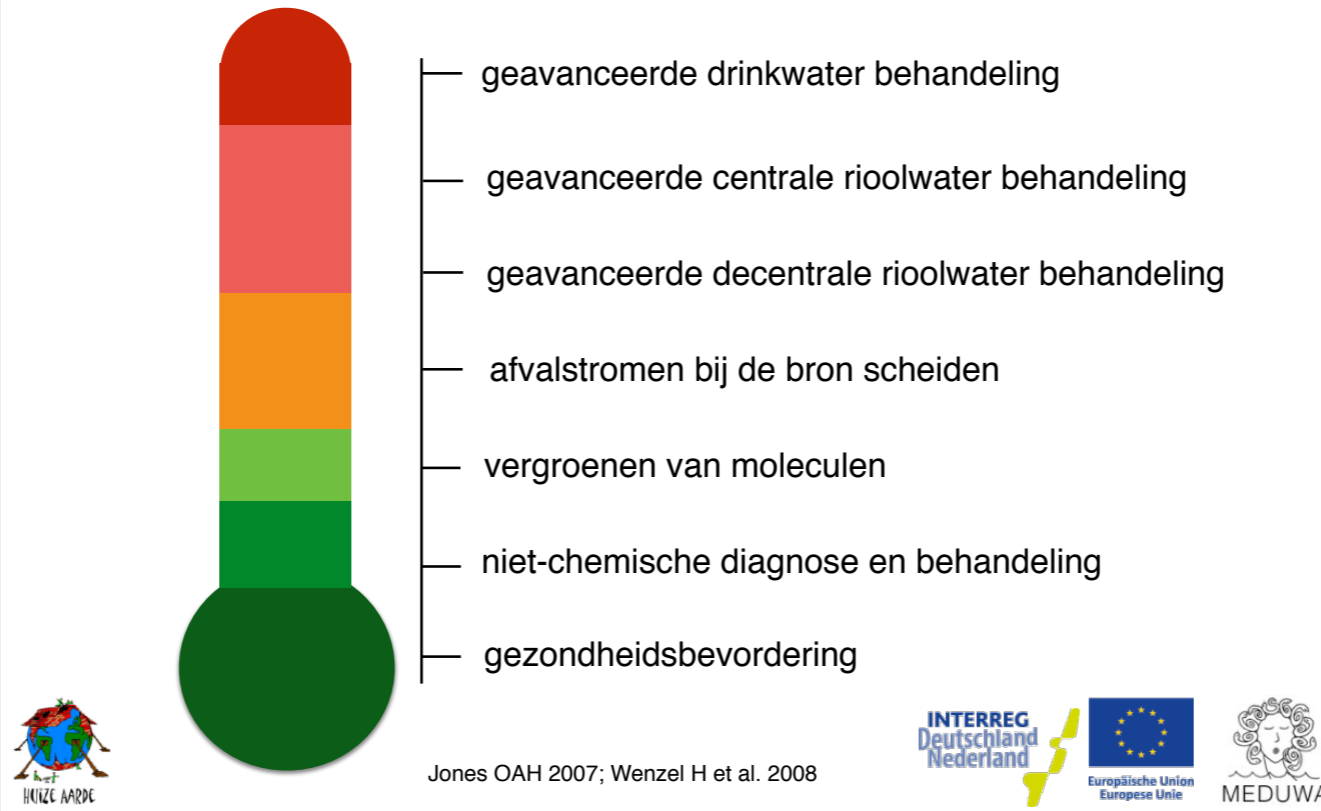 geavanceerde drinkwater behandeling
geavanceerde centrale rioolwater behandeling
geavanceerde decentrale rioolwater behandeling
afvalstromen bij de bron scheiden
vergroenen van moleculen
niet-chemische diagnose en behandeling
gezondheidsbevordering
het
HUIZE AARDE
Jones OAH 2007; Wenzel H et al. 2008
INTERREG
Deutschland
Nederland
Europäische Union
Europese Unie
MEDUWA